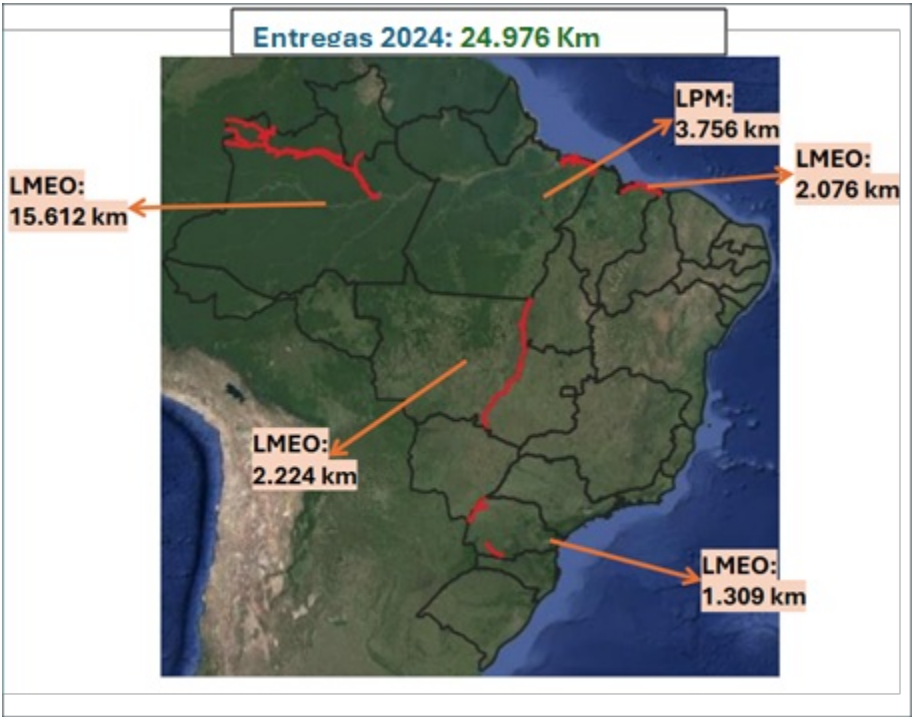 Entregas 2024: 24.976 Km
LPM:
3.756 km
LMEO:
2.076 km
LMEO:
15.612 km
LMEO:
2.224 km
LMEO:
1.309 km